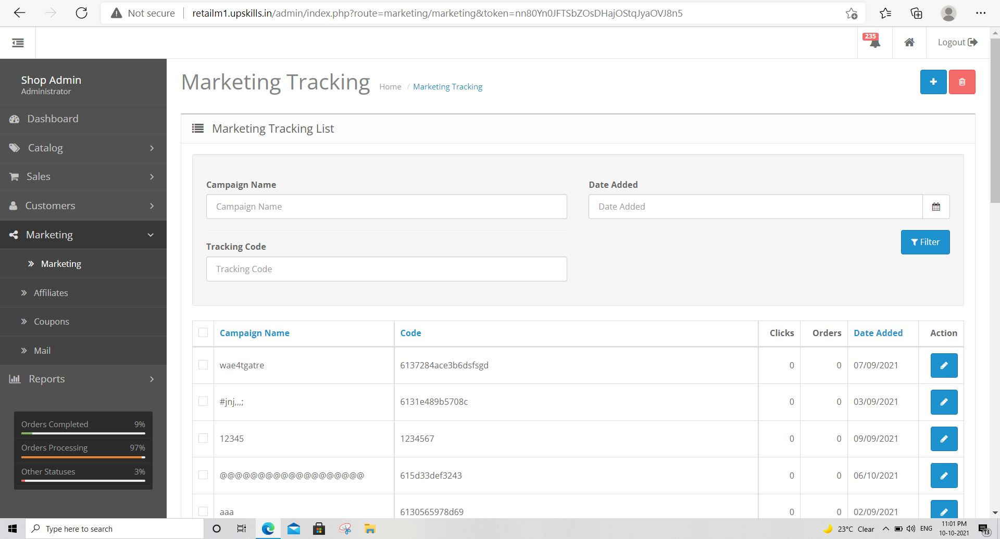 Not secure | retailm1.upskills.in/admin/index.php?route=marketing/marketing&token=nn80Yn0JFTSbZOsDHajOStqJyaOVJ8n5
235
Logout
Shop Admin
Administrator
Dashboard
Catalog
Sales
Customers
Marketing
Marketing
Affiliates
Coupons
Mail
Reports
Orders Completed 9%
Orders Processing 97%
Other Statuses 3%
Marketing Tracking Home / Marketing Tracking
Marketing Tracking List
Campaign Name
Campaign Name
Date Added
Date Added
Tracking Code
Tracking Code
Filter
Campaign Name Code Clicks Orders Date Added Action
wae4tgatre 6137284ace3b6dsfsgd 0 0 07/09/2021
#jnj,,,; 6131e489b5708c 0 0 03/09/2021
12345 1234567 0 0 09/09/2021
@@@@@@@@@@@@@@@@@@@ 615d33def3243 0 0 06/10/2021
aaa 6130565978d69 0 0 02/09/2021
Type here to search
23°C Clear
ENG
11:01 PM
10-10-2021
13